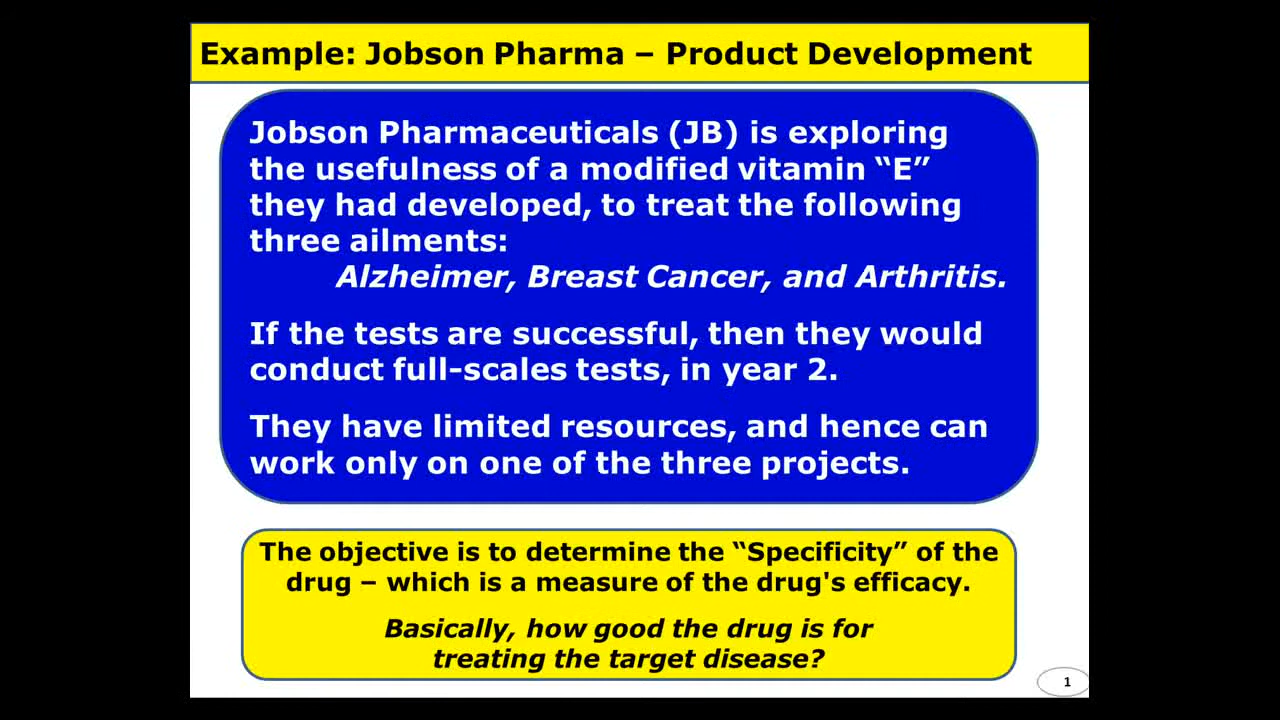 Example: Jobson Pharma – Product Development
Jobson Pharmaceuticals (JB) is exploring
the usefulness of a modified vitamin “E”
they had developed, to treat the following
three ailments:
Alzheimer, Breast Cancer, and Arthritis.
If the tests are successful, then they would
conduct full-scales tests, in year 2.
They have limited resources, and hence can
work only on one of the three projects.
The objective is to determine the “Specificity” of the
drug – which is a measure of the drug's efficacy.
Basically, how good the drug is for
treating the target disease?
1